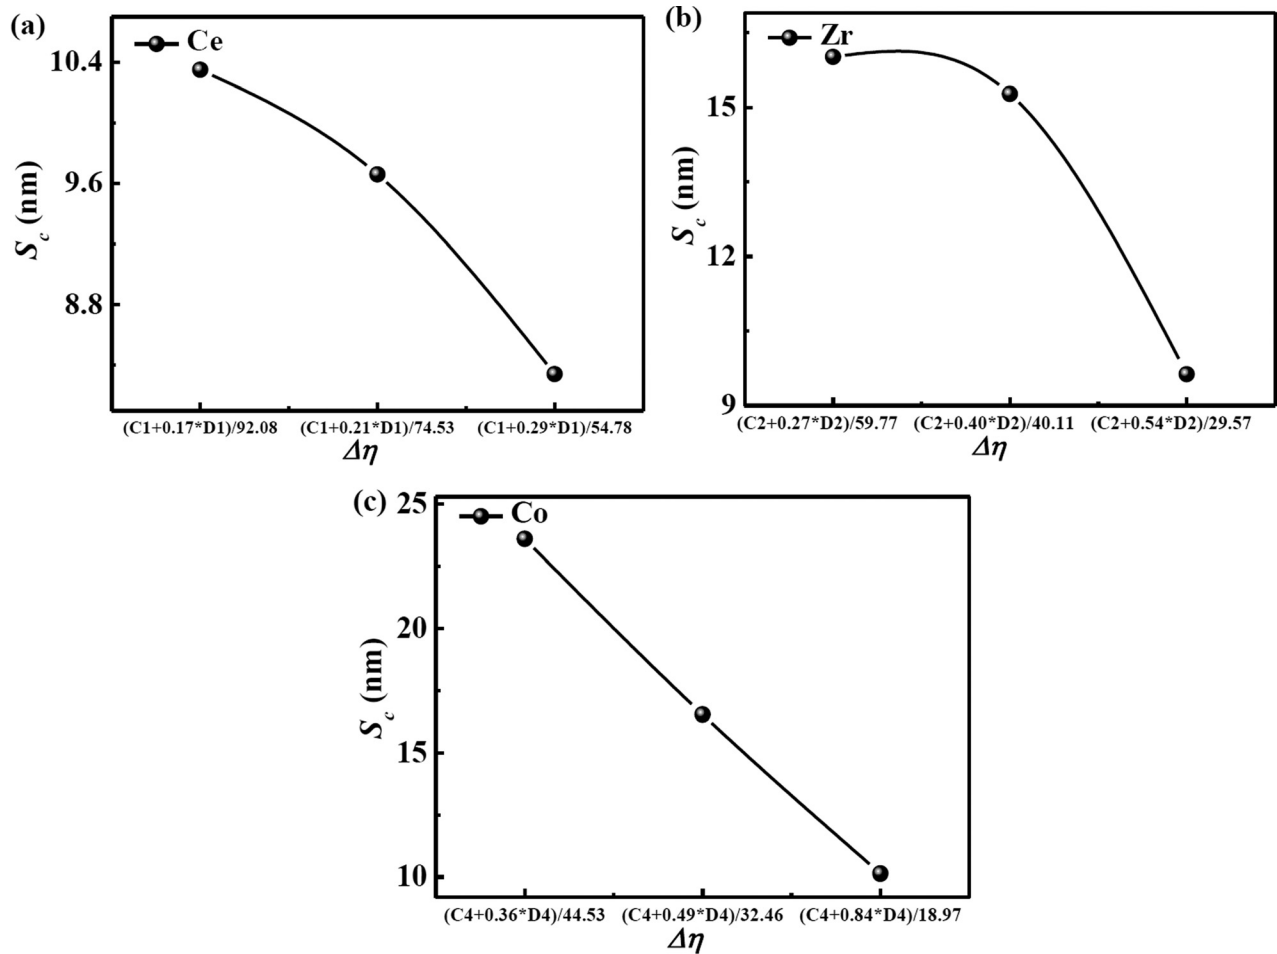 (a)
Ce
10.4
9.6
8.8
S_c (nm)
(C1+0.17*D1)/92.08 (C1+0.21*D1)/74.53 (C1+0.29*D1)/54.78
Δη
(b)
Zr
15
12
9
S_c (nm)
(C2+0.27*D2)/59.77 (C2+0.40*D2)/40.11 (C2+0.54*D2)/29.57
Δη
(c)
Co
25
20
15
10
S_c (nm)
(C4+0.36*D4)/44.53 (C4+0.49*D4)/32.46 (C4+0.84*D4)/18.97
Δη